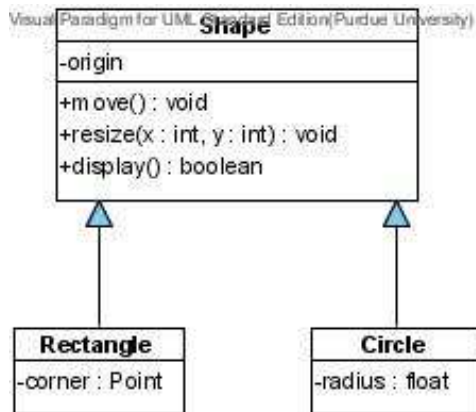 Visual Paradigm for UML Standard Edition(Purdue University)
Shape
-origin
+move() : void
+resize(x : int, y : int) : void
+display() : boolean
Rectangle
-corner : Point
Circle
-radius : float